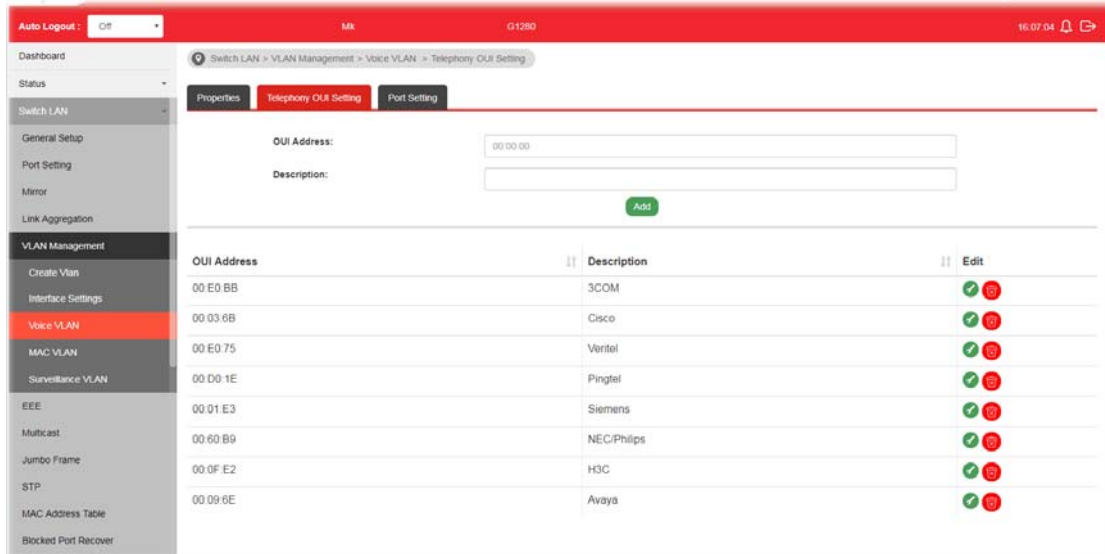 Auto Logout : Off Mk G1280 16:07:04
Dashboard
Status
Switch LAN
General Setup
Port Setting
Mirror
Link Aggregation
VLAN Management
Create Vlan
Interface Settings
Voice VLAN
MAC VLAN
Surveillance VLAN
EEE
Multicast
Jumbo Frame
STP
MAC Address Table
Blocked Port Recover
Switch LAN > VLAN Management > Voice VLAN > Telephony OUI Setting
Properties Telephony OUI Setting Port Setting
OUI Address: 00:00:00
Description:
Add
OUI Address Description Edit
00:E0:BB 3COM
00:03:6B Cisco
00:E0:75 Veritel
00:D0:1E Pingtel
00:01:E3 Siemens
00:60:B9 NEC/Philips
00:0F:E2 H3C
00:09:6E Avaya